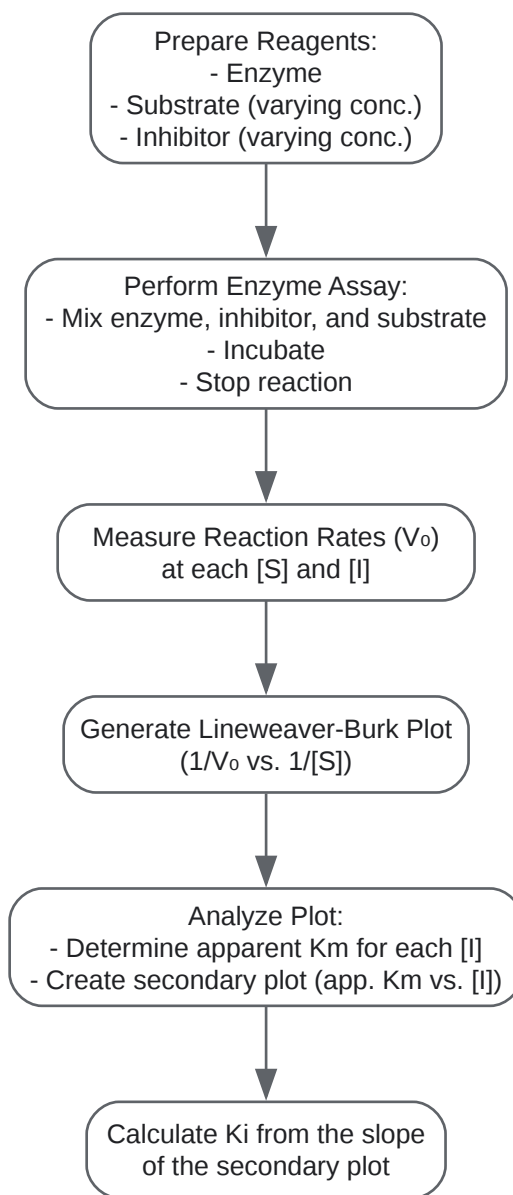 Prepare Reagents:
- Enzyme
- Substrate (varying conc.)
- Inhibitor (varying conc.)
Perform Enzyme Assay:
- Mix enzyme, inhibitor, and substrate
- Incubate
- Stop reaction
Measure Reaction Rates (V₀)
at each [S] and [I]
Generate Lineweaver-Burk Plot
(1/V₀ vs. 1/[S])
Analyze Plot:
- Determine apparent Km for each [I]
- Create secondary plot (app. Km vs. [I])
Calculate Ki from the slope
of the secondary plot